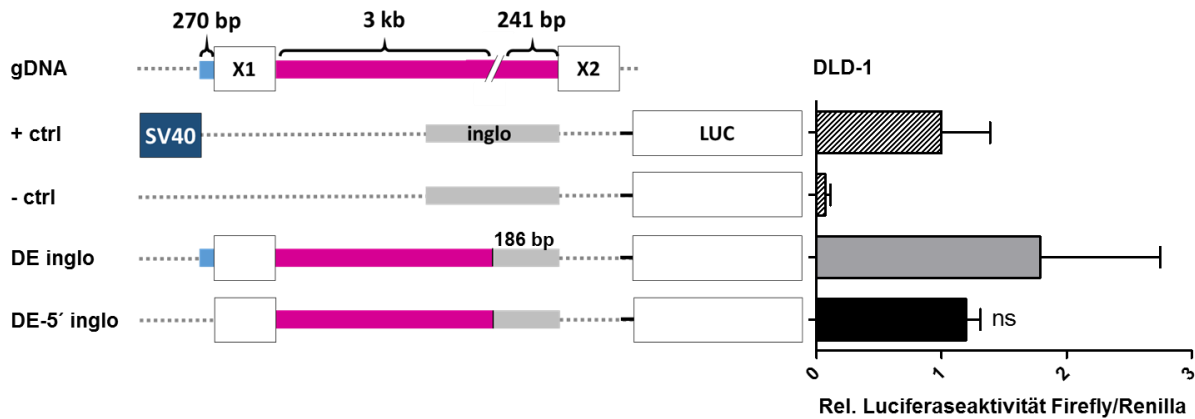 270 bp 3 kb 241 bp
gDNA X1 X2 DLD-1
+ ctrl SV40 inglo LUC
- ctrl
186 bp
DE inglo
DE-5´ inglo ns
0 1 2 3
Rel. Luciferaseaktivität Firefly/Renilla